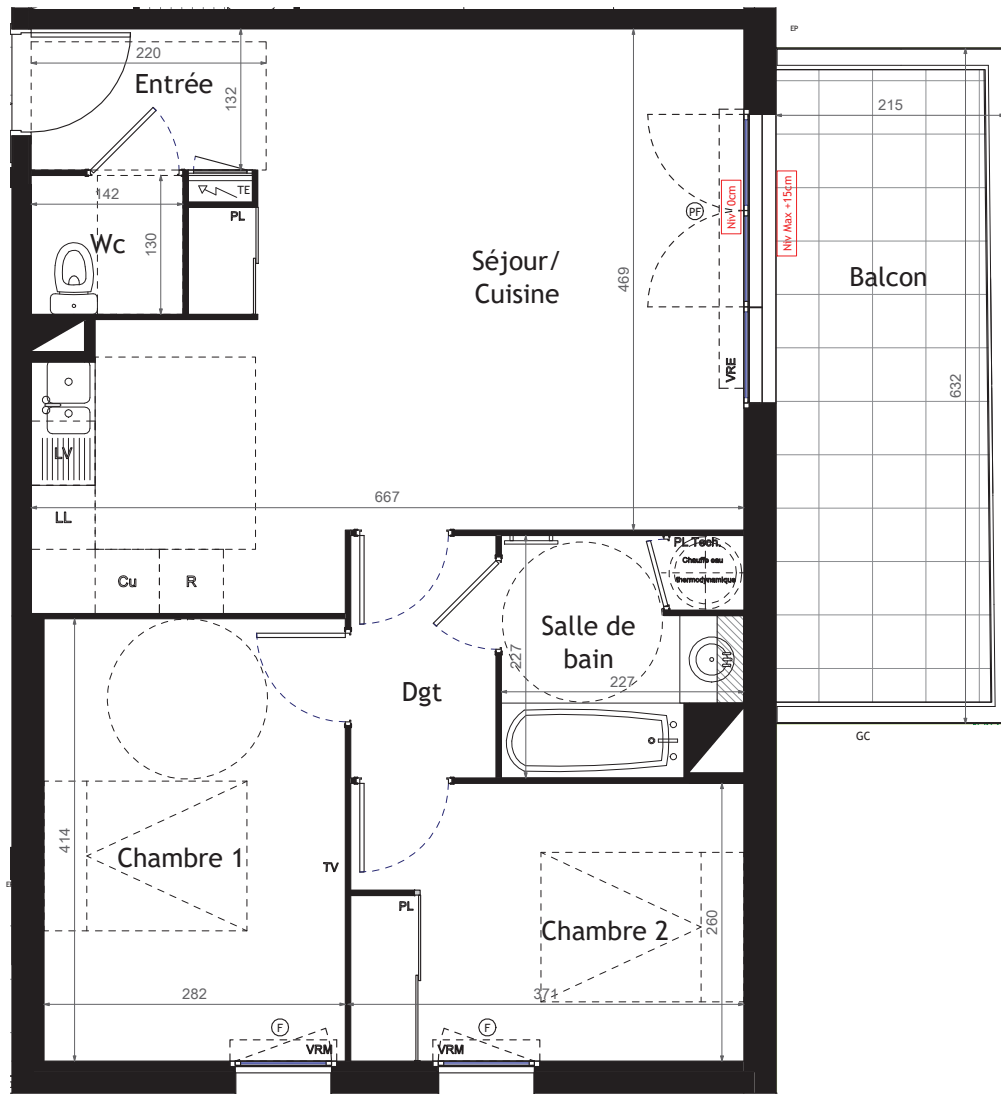 EP
220
Entrée
132
215
142
TE
PL
Wc
130
PF
Niv 0cm
Niv Max +15cm
Séjour/
Cuisine
469
Balcon
VRE
632
LV
LL
667
Cu
R
PL Tech.
Chauffe eau
thermodynamique
Salle de
bain
227
227
Dgt
GC
414
Chambre 1
TV
PL
Chambre 2
260
282
371
F
VRM
F
VRM